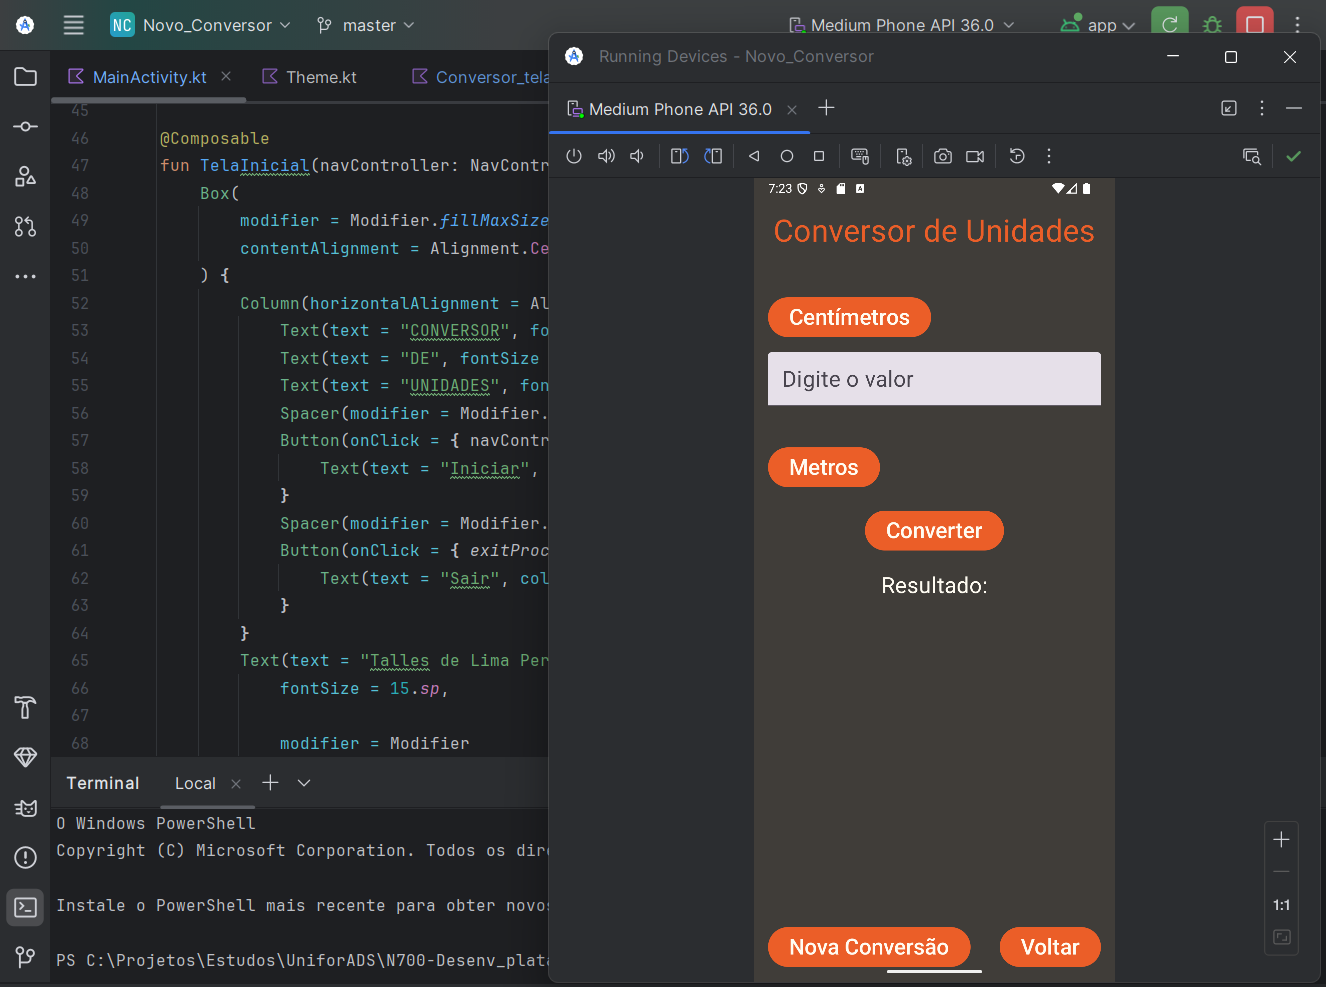 NC Novo_Conversor master Medium Phone API 36.0 app
MainActivity.kt Theme.kt Conversor_tela
45
46 @Composable
47 fun TelaInicial(navController: NavContr
48 Box(
49 modifier = Modifier.fillMaxSize
50 contentAlignment = Alignment.Ce
51 ) {
52 Column(horizontalAlignment = Al
53 Text(text = "CONVERSOR", fo
54 Text(text = "DE", fontSize
55 Text(text = "UNIDADES", fon
56 Spacer(modifier = Modifier.
57 Button(onClick = { navContr
58 Text(text = "Iniciar",
59 }
60 Spacer(modifier = Modifier.
61 Button(onClick = { exitProc
62 Text(text = "Sair", col
63 }
64 }
65 Text(text = "Talles de Lima Per
66 fontSize = 15.sp,
67
68 modifier = Modifier
Terminal Local
O Windows PowerShell
Copyright (C) Microsoft Corporation. Todos os dire
Instale o PowerShell mais recente para obter novos
PS C:\Projetos\Estudos\UniforADS\N700-Desenv_plata
Running Devices - Novo_Conversor
Medium Phone API 36.0
7:23
Conversor de Unidades
Centímetros
Digite o valor
Metros
Converter
Resultado:
Nova Conversão Voltar
1:1